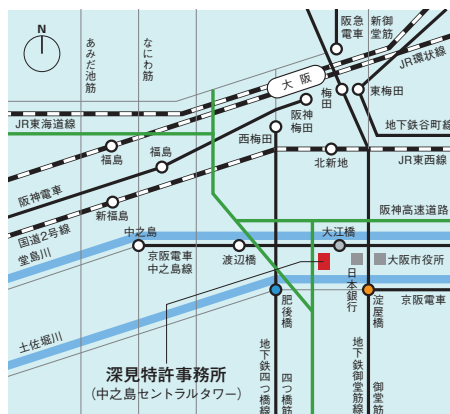 N
あみだ池筋
なにわ筋
阪急電車
新御堂筋
大阪
JR環状線
梅田
東梅田
阪神梅田
JR東海道線
西梅田
地下鉄谷町線
福島
福島
北新地
JR東西線
阪神電車
新福島
国道2号線
阪神高速道路
堂島川
中之島
京阪電車
中之島線
渡辺橋
大江橋
日本銀行
大阪市役所
土佐堀川
肥後橋
淀屋橋
京阪電車
深見特許事務所
(中之島セントラルタワー)
地下鉄四つ橋線
四つ橋筋
地下鉄御堂筋線
御堂筋